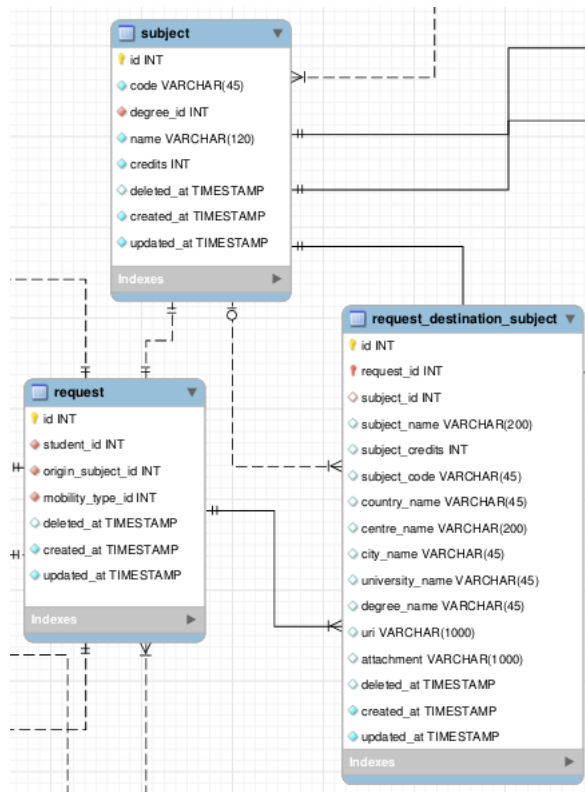 subject
id INT
code VARCHAR(45)
degree_id INT
name VARCHAR(120)
credits INT
deleted_at TIMESTAMP
created_at TIMESTAMP
updated_at TIMESTAMP
Indexes
request
id INT
student_id INT
origin_subject_id INT
mobility_type_id INT
deleted_at TIMESTAMP
created_at TIMESTAMP
updated_at TIMESTAMP
Indexes
request_destination_subject
id INT
request_id INT
subject_id INT
subject_name VARCHAR(200)
subject_credits INT
subject_code VARCHAR(45)
country_name VARCHAR(45)
centre_name VARCHAR(200)
city_name VARCHAR(45)
university_name VARCHAR(45)
degree_name VARCHAR(45)
uri VARCHAR(1000)
attachment VARCHAR(1000)
deleted_at TIMESTAMP
created_at TIMESTAMP
updated_at TIMESTAMP
Indexes